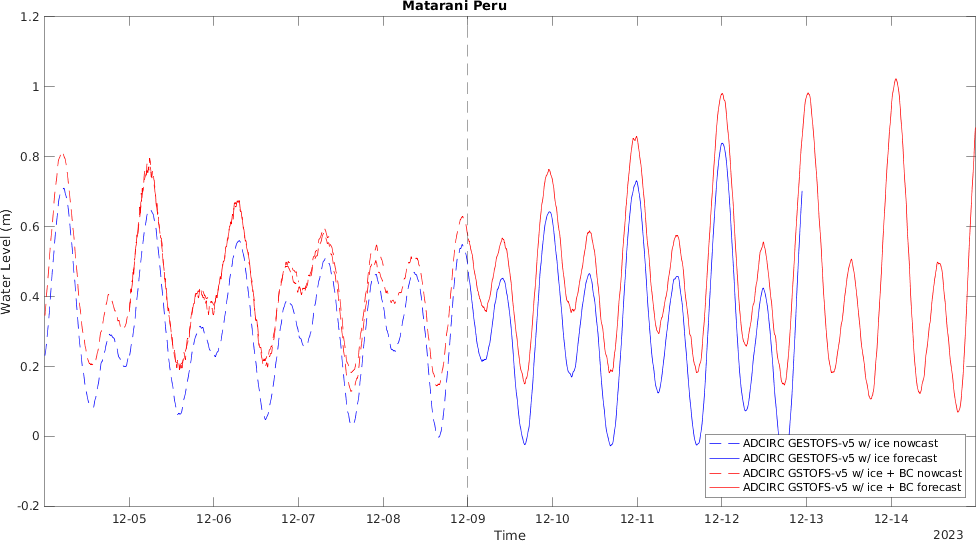 Matarani Peru
1.2
1
0.8
0.6
0.4
0.2
0
-0.2
Water Level (m)
ADCIRC GESTOFS-v5 w/ ice nowcast
ADCIRC GESTOFS-v5 w/ ice forecast
ADCIRC GSTOFS-v5 w/ ice + BC nowcast
ADCIRC GSTOFS-v5 w/ ice + BC forecast
12-05 12-06 12-07 12-08 12-09 12-10 12-11 12-12 12-13 12-14
Time
2023